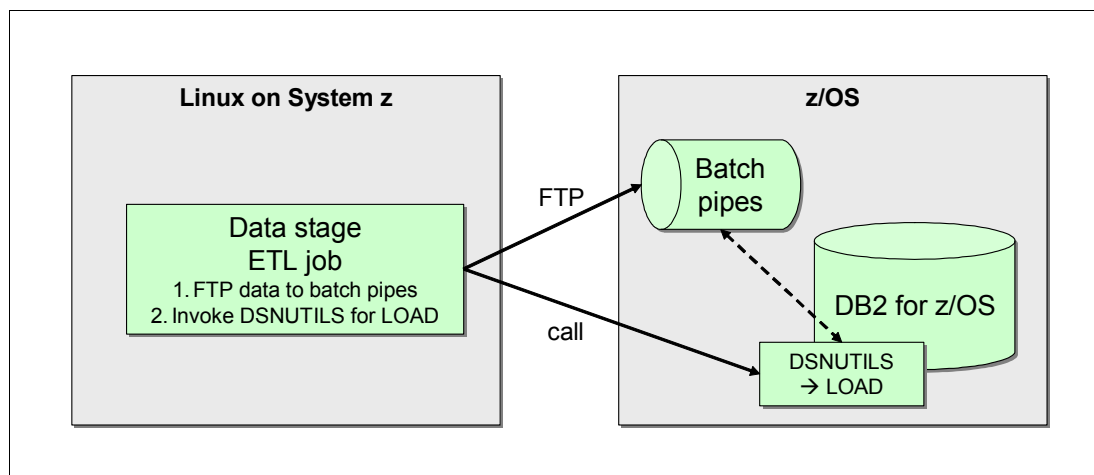 Linux on System z
Data stage
ETL job
1. FTP data to batch pipes
2. Invoke DSNUTILS for LOAD
FTP
call
z/OS
Batch
pipes
DB2 for z/OS
DSNUTILS
→ LOAD